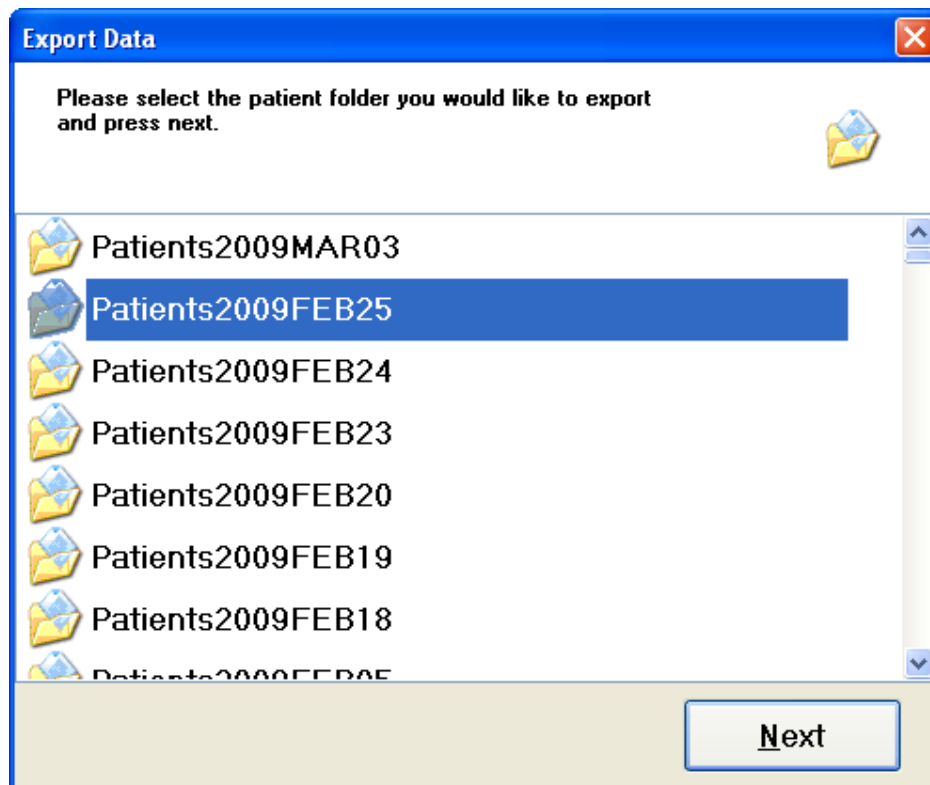 Export Data
Please select the patient folder you would like to export
and press next.
Patients2009MAR03
Patients2009FEB25
Patients2009FEB24
Patients2009FEB23
Patients2009FEB20
Patients2009FEB19
Patients2009FEB18
Next